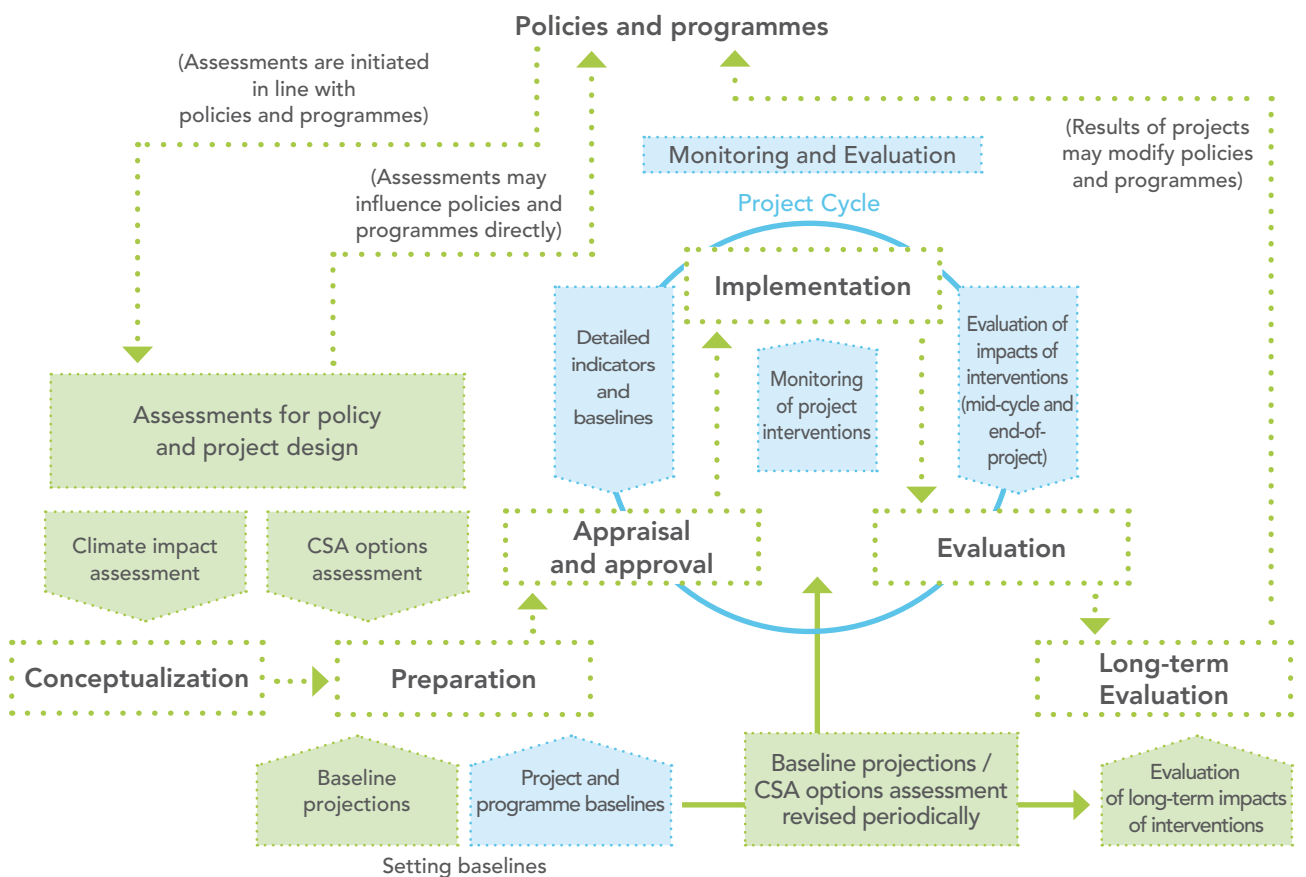 Policies and programmes
(Assessments are initiated
in line with
policies and programmes)
(Assessments may
influence policies and
programmes directly)
(Results of projects
may modify policies
and programmes)
Monitoring and Evaluation
Project Cycle
Implementation
Detailed
indicators
and
baselines
Monitoring
of project
interventions
Evaluation of
impacts of
interventions
(mid-cycle and
end-of-
project)
Assessments for policy
and project design
Climate impact
assessment
CSA options
assessment
Appraisal
and approval
Evaluation
Conceptualization
Preparation
Long-term
Evaluation
Baseline
projections
Project and
programme baselines
Setting baselines
Baseline projections /
CSA options assessment
revised periodically
Evaluation
of long-term impacts
of interventions